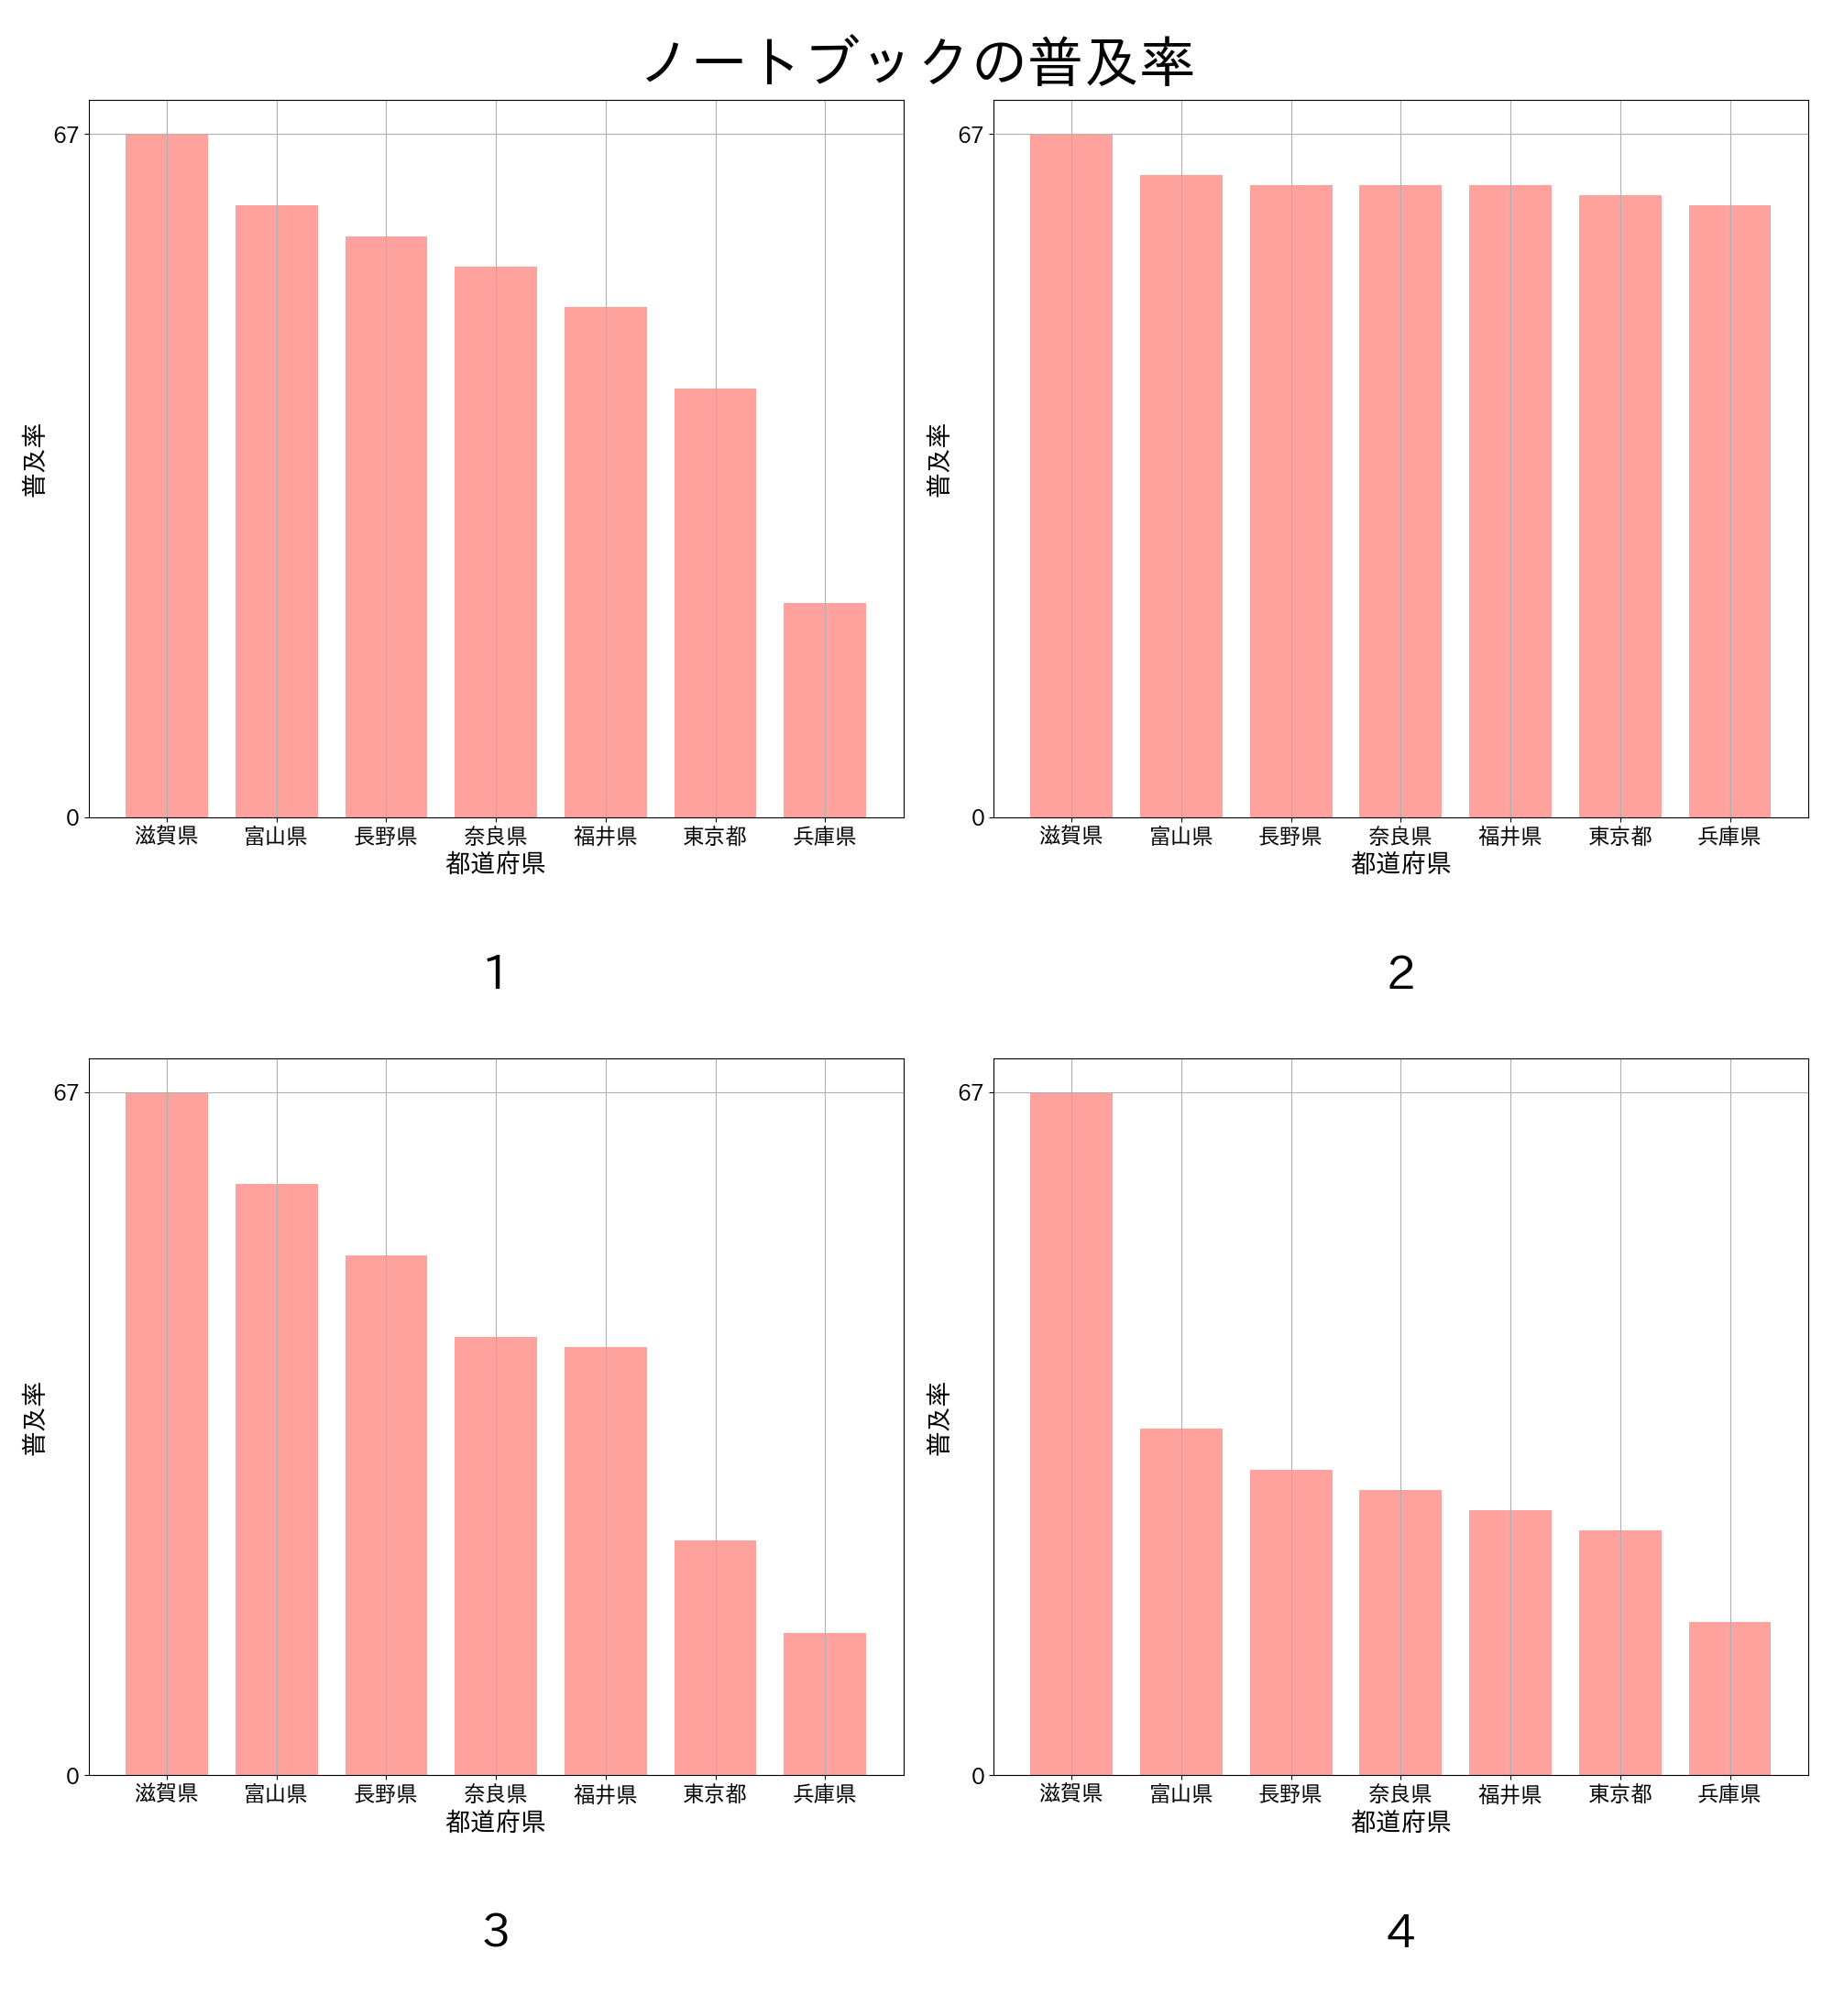 ノートブックの普及率
67
0
普及率
滋賀県 富山県 長野県 奈良県 福井県 東京都 兵庫県
都道府県
1
67
0
普及率
滋賀県 富山県 長野県 奈良県 福井県 東京都 兵庫県
都道府県
2
67
0
普及率
滋賀県 富山県 長野県 奈良県 福井県 東京都 兵庫県
都道府県
3
67
0
普及率
滋賀県 富山県 長野県 奈良県 福井県 東京都 兵庫県
都道府県
4